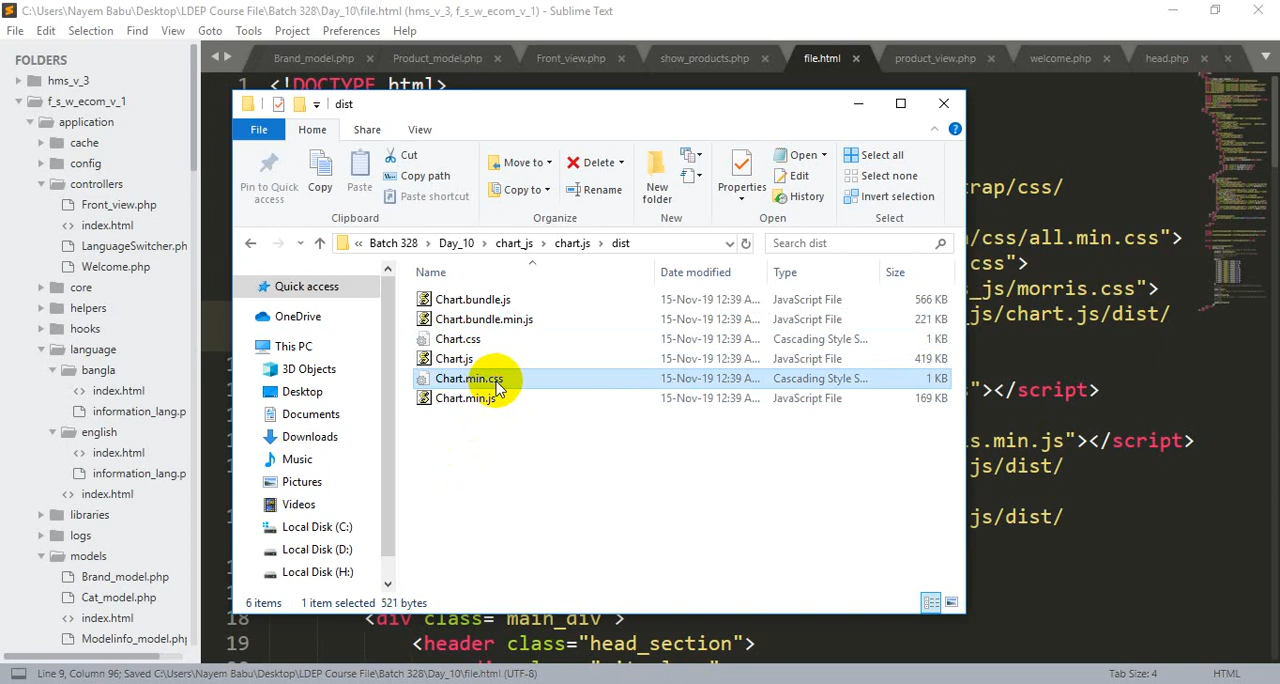 C:\Users\Nayem Babu\Desktop\LDEP Course File\Batch 328\Day_10\file.html (hms_v_3, f_s_w_ecom_v_1) - Sublime Text
File Edit Selection Find View Goto Tools Project Preferences Help
FOLDERS
hms_v_3
f_s_w_ecom_v_1
application
cache
config
controllers
Front_view.php
index.html
LanguageSwitcher.ph
Welcome.php
core
helpers
hooks
language
bangla
index.html
information_lang.p
english
index.html
information_lang.p
index.html
libraries
logs
models
Brand_model.php
Cat_model.php
index.html
Modelinfo_model.php
Brand_model.php Product_model.php Front_view.php show_products.php file.html product_view.php welcome.php head.php
1 <!DOCTYPE html>
dist
File Home Share View
Pin to Quick access
Copy
Paste
Cut
Copy path
Paste shortcut
Clipboard
Move to
Copy to
Delete
Rename
Organize
New folder
New
Properties
Open
Edit
History
Open
Select all
Select none
Invert selection
Select
« Batch 328 Day_10 chart_js chart.js dist
Search dist
Quick access
OneDrive
This PC
3D Objects
Desktop
Documents
Downloads
Music
Pictures
Videos
Local Disk (C:)
Local Disk (D:)
Local Disk (H:)
Name Date modified Type Size
Chart.bundle.js 15-Nov-19 12:39 A... JavaScript File 566 KB
Chart.bundle.min.js 15-Nov-19 12:39 A... JavaScript File 221 KB
Chart.css 15-Nov-19 12:39 A... Cascading Style S... 1 KB
Chart.js 15-Nov-19 12:39 A... JavaScript File 419 KB
Chart.min.css 15-Nov-19 12:39 A... Cascading Style S... 1 KB
Chart.min.js 15-Nov-19 12:39 A... JavaScript File 169 KB
6 items 1 item selected 521 bytes
trap/css/
/css/all.min.css">
css">
_js/morris.css">
js/chart.js/dist/
"></script>
s.min.js"></script>
js/dist/
js/dist/
18 <div class="main_div">
19 <header class="head_section">
Line 9, Column 96; Saved C:\Users\Nayem Babu\Desktop\LDEP Course File\Batch 328\Day_10\file.html (UTF-8)
Tab Size: 4
HTML